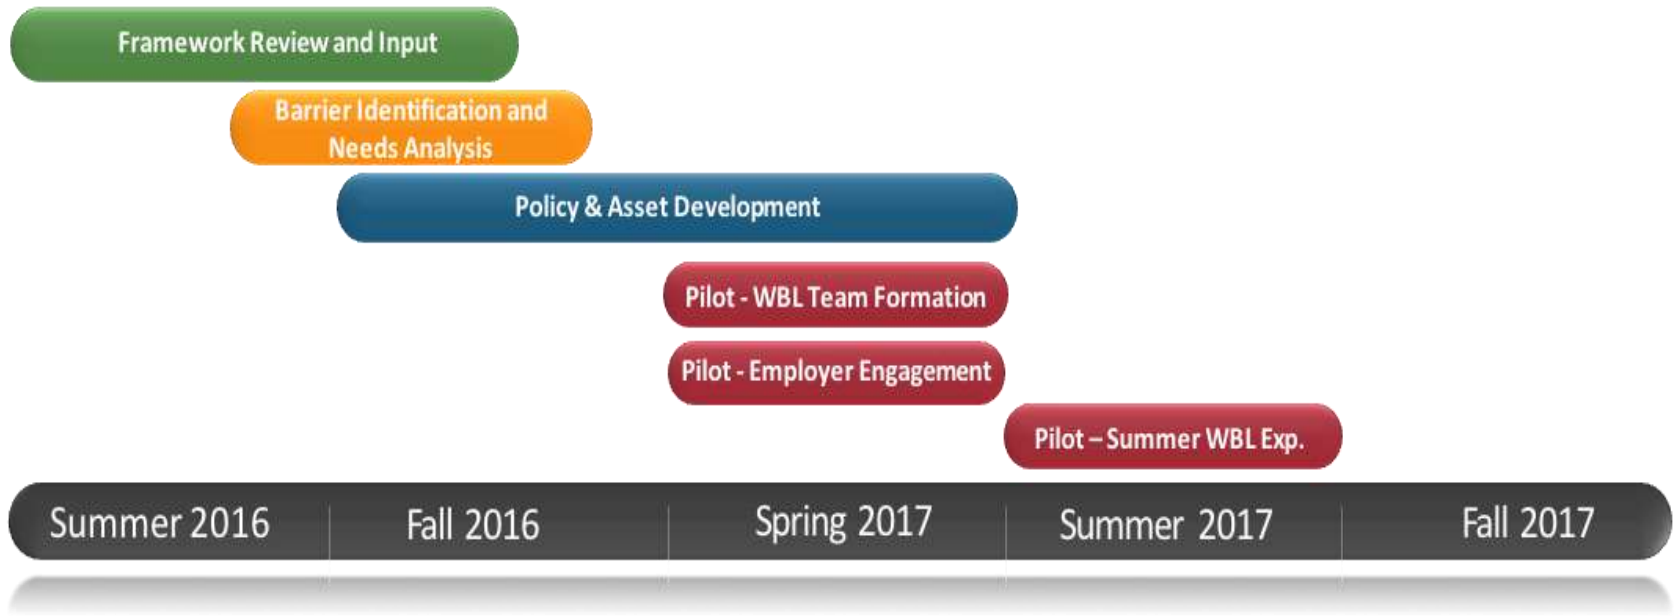 Framework Review and Input
Barrier Identification and
Needs Analysis
Policy & Asset Development
Pilot - WBL Team Formation
Pilot - Employer Engagement
Pilot – Summer WBL Exp.
Summer 2016
Fall 2016
Spring 2017
Summer 2017
Fall 2017